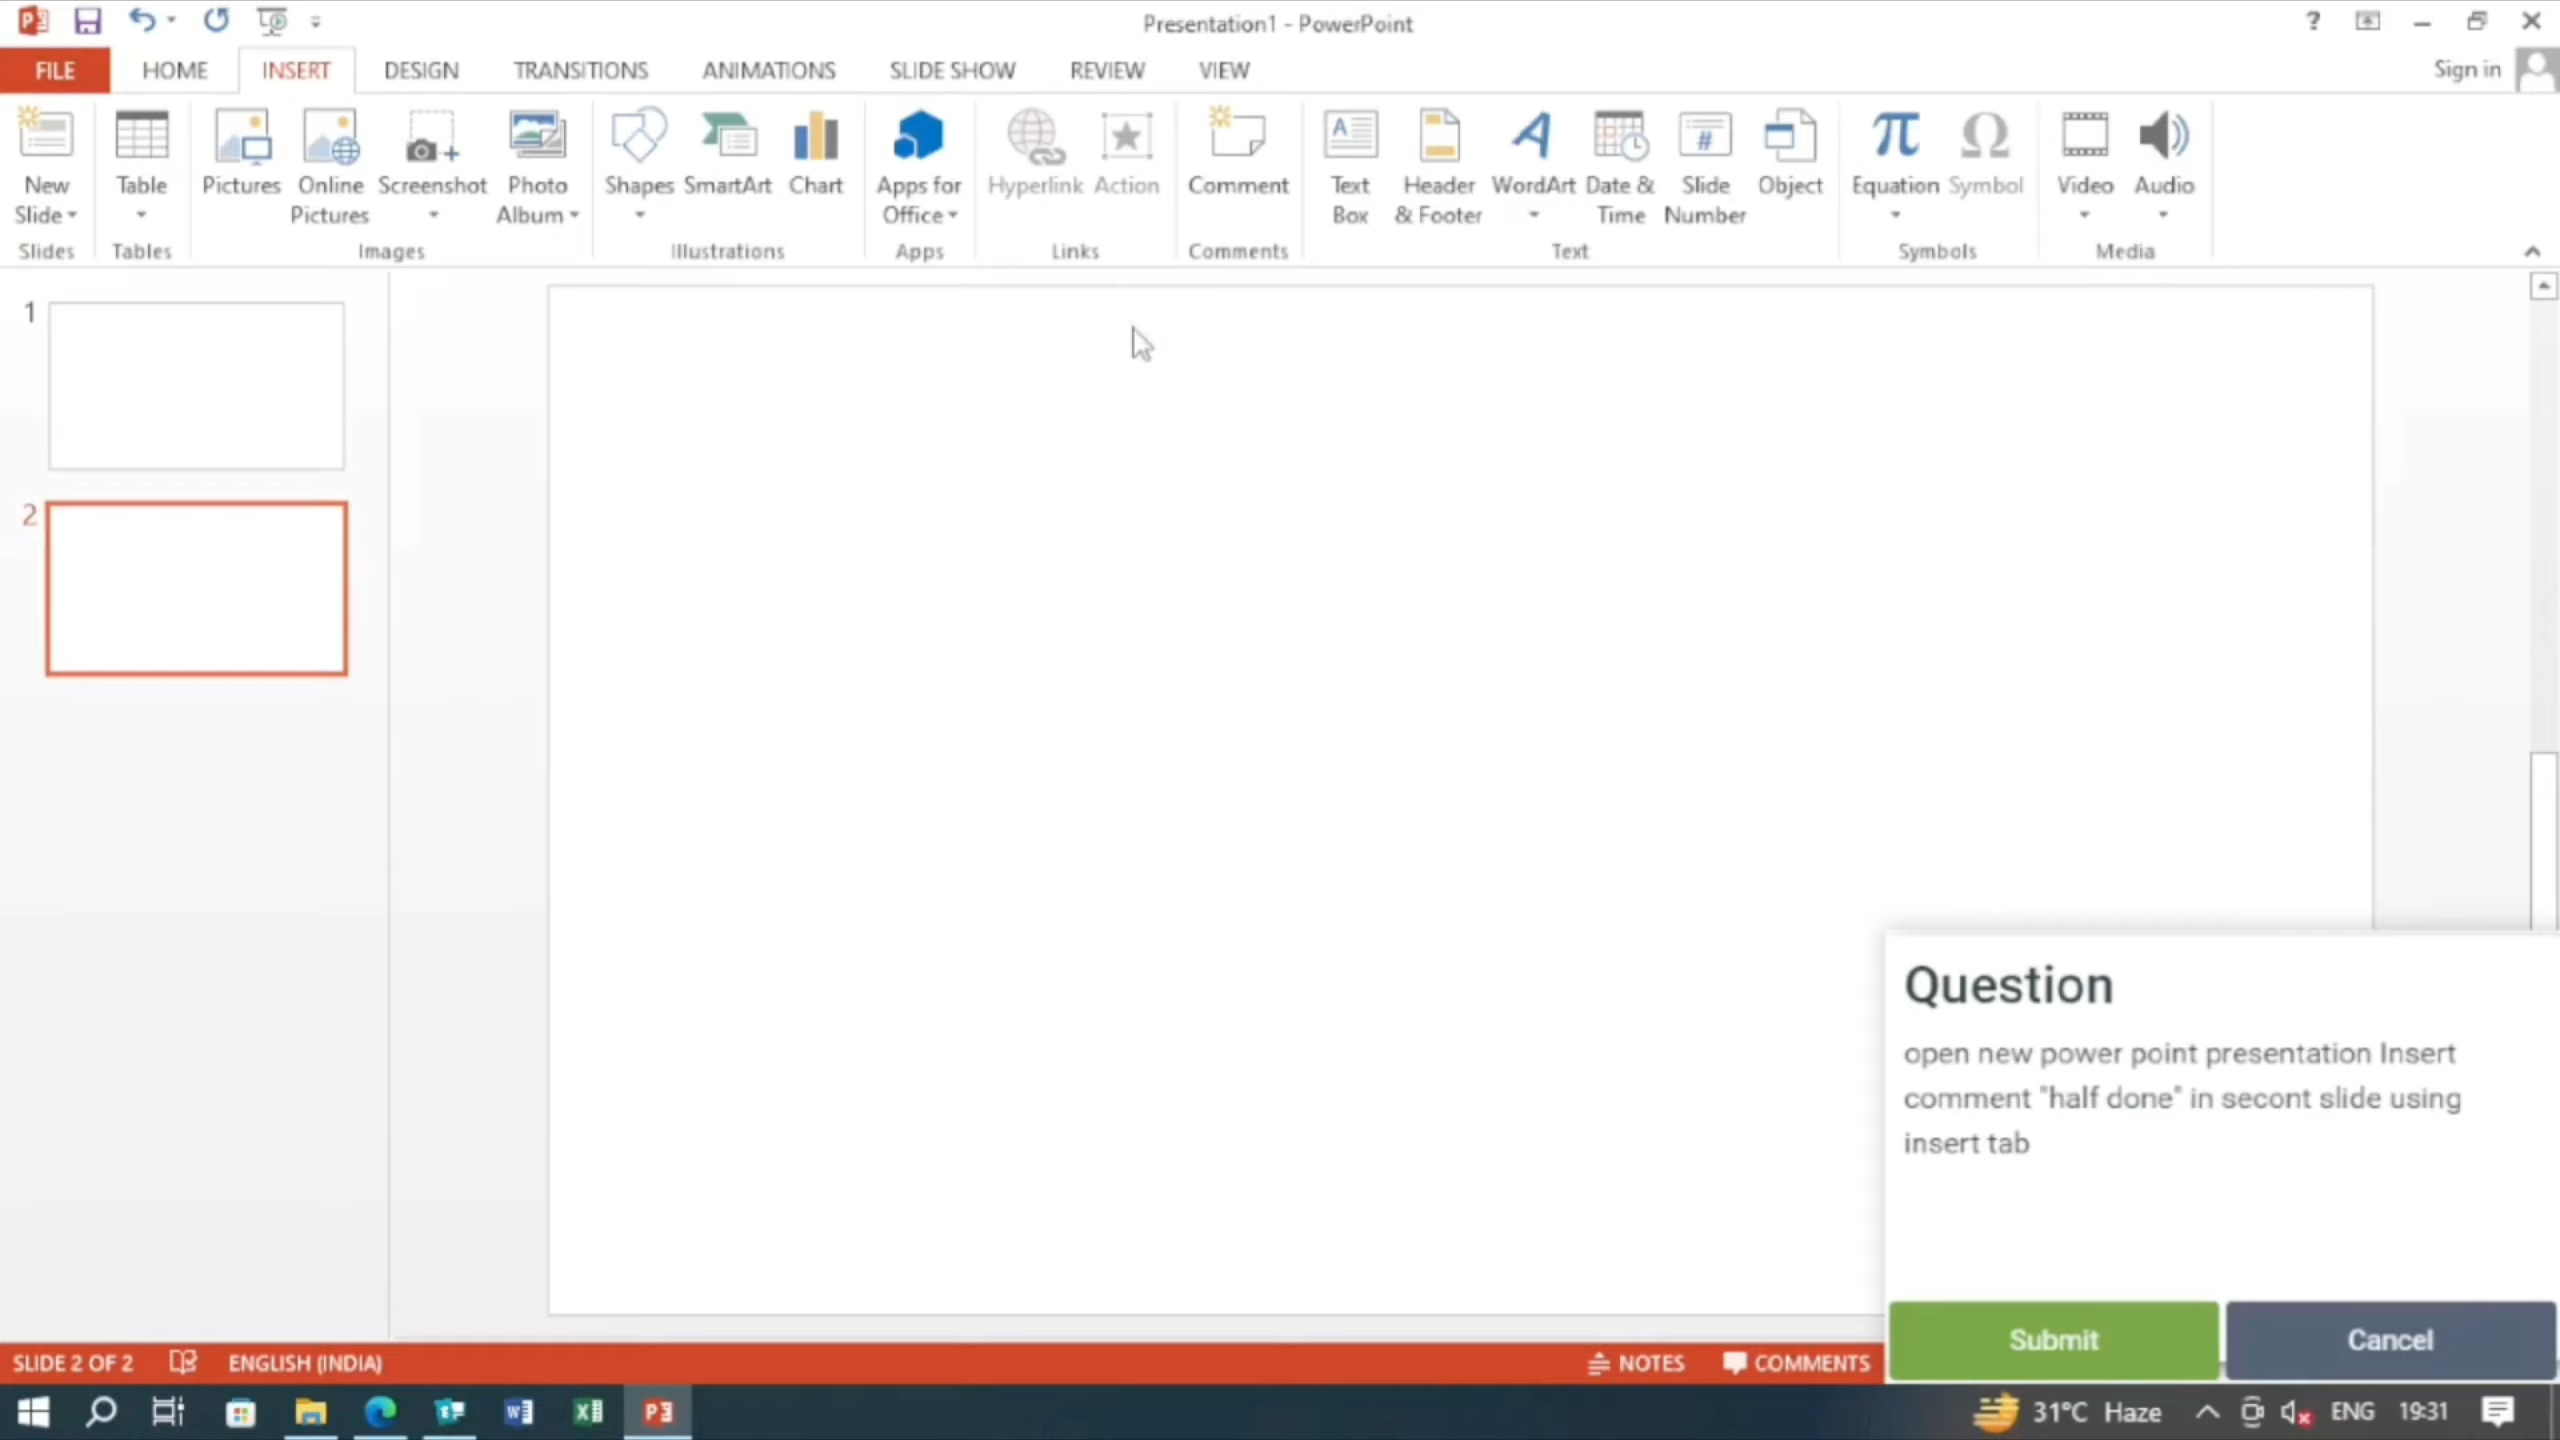 Presentation1 - PowerPoint
FILE HOME INSERT DESIGN TRANSITIONS ANIMATIONS SLIDE SHOW REVIEW VIEW Sign in
New Slide
Table
Pictures
Online Pictures
Screenshot
Photo Album
Shapes
SmartArt
Chart
Apps for Office
Hyperlink
Action
Comment
Text Box
Header & Footer
WordArt
Date & Time
Slide Number
Object
Equation
Symbol
Video
Audio
Slides Tables Images Illustrations Apps Links Comments Text Symbols Media
1
2
Question
open new power point presentation Insert
comment "half done" in secont slide using
insert tab
Submit Cancel
SLIDE 2 OF 2 ENGLISH (INDIA) NOTES COMMENTS
31°C Haze ENG 19:31